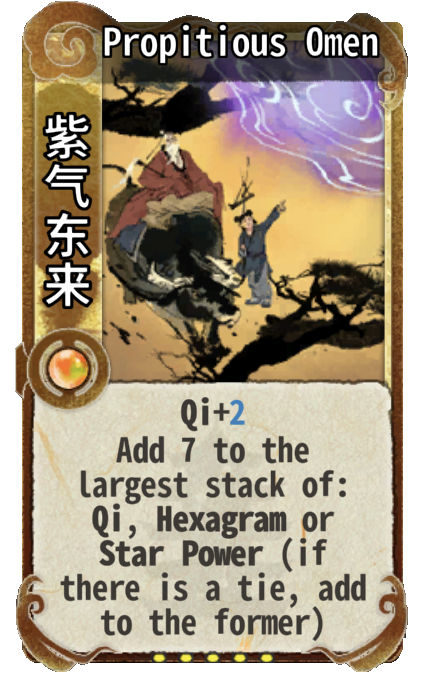 Propitious Omen
紫气东来
Qi+2
Add 7 to the
largest stack of:
Qi, Hexagram or
Star Power (if
there is a tie, add
to the former)